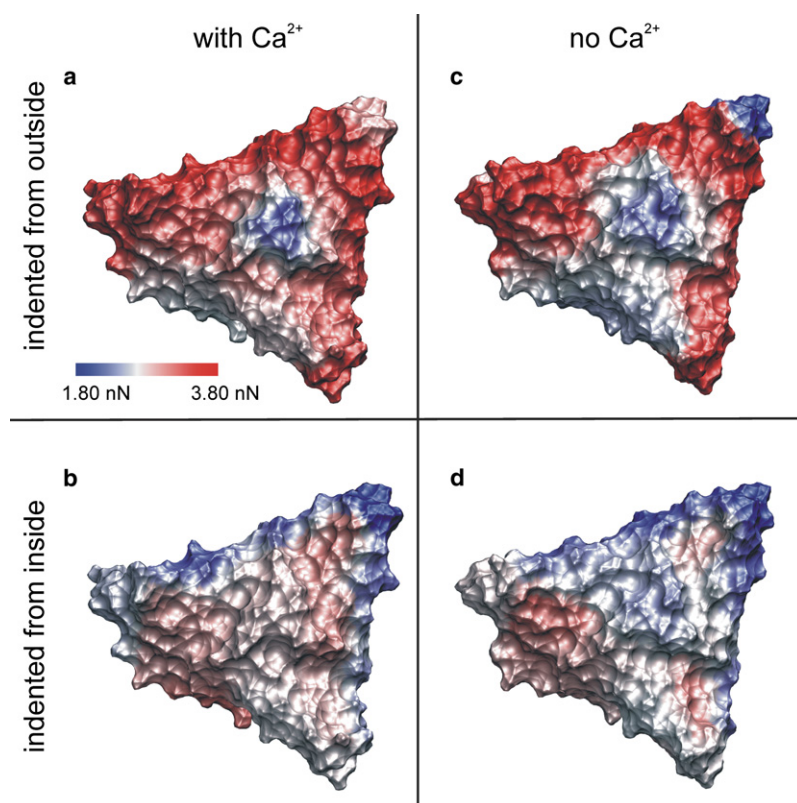 with Ca²⁺
no Ca²⁺
indented from outside
a
c
1.80 nN
3.80 nN
indented from inside
b
d